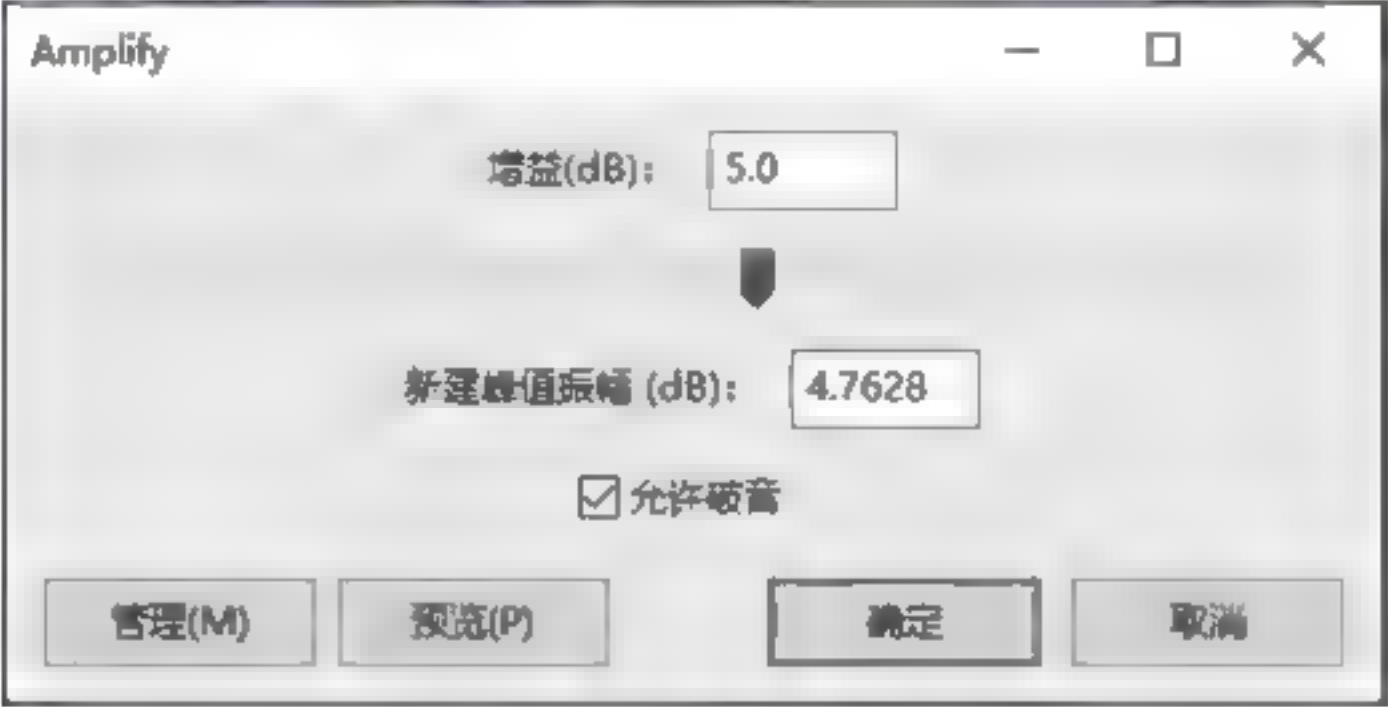 Amplify
增益(dB)： 5.0
新建峰值振幅 (dB)： 4.7628
允许破音
管理(M) 预览(P) 确定 取消